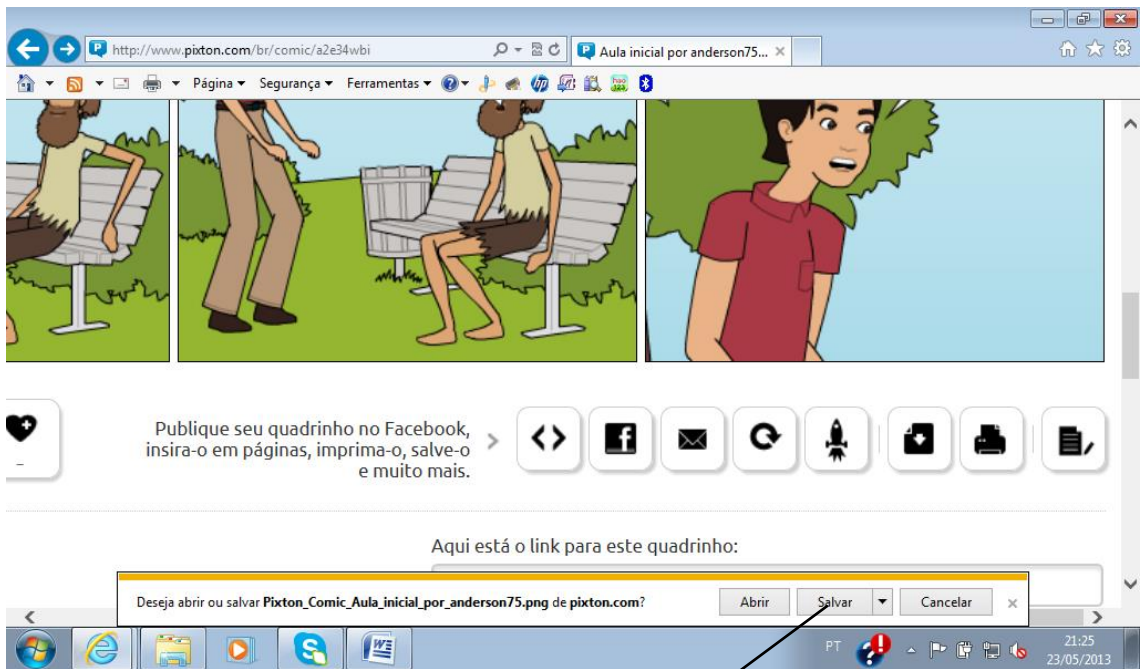 http://www.pixton.com/br/comic/a2e34wbi
Aula inicial por anderson75...
Página Segurança Ferramentas
Publique seu quadrinho no Facebook,
insira-o em páginas, imprima-o, salve-o
e muito mais.
Aqui está o link para este quadrinho:
Deseja abrir ou salvar Pixton_Comic_Aula_inicial_por_anderson75.png de pixton.com? Abrir Salvar Cancelar
PT
21:25
23/05/2013